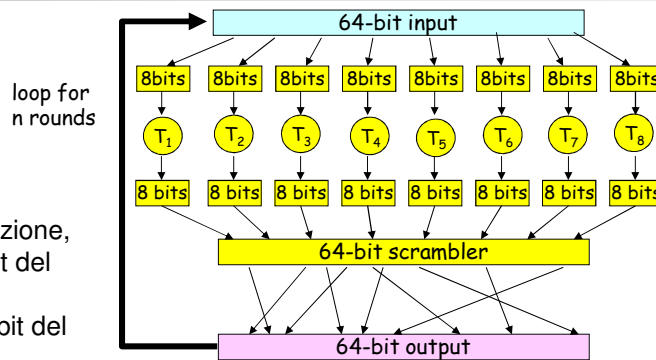 64-bit input
8bits 8bits 8bits 8bits 8bits 8bits 8bits 8bits
loop for
n rounds
T1 T2 T3 T4 T5 T6 T7 T8
8 bits 8 bits 8 bits 8 bits 8 bits 8 bits 8 bits 8 bits
zione,
64-bit scrambler
t del
bit del
64-bit output